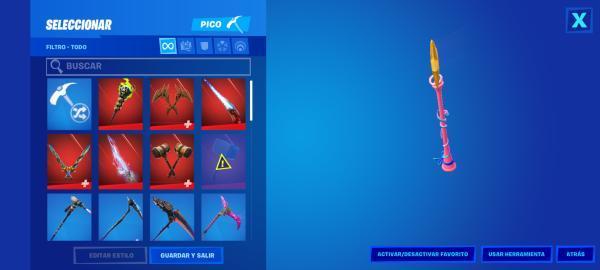 SELECCIONAR
PICO
FILTRO - TODO
BUSCAR
EDITAR ESTILO
GUARDAR Y SALIR
ACTIVAR/DESACTIVAR FAVORITO
USAR HERRAMIENTA
ATRÁS
X